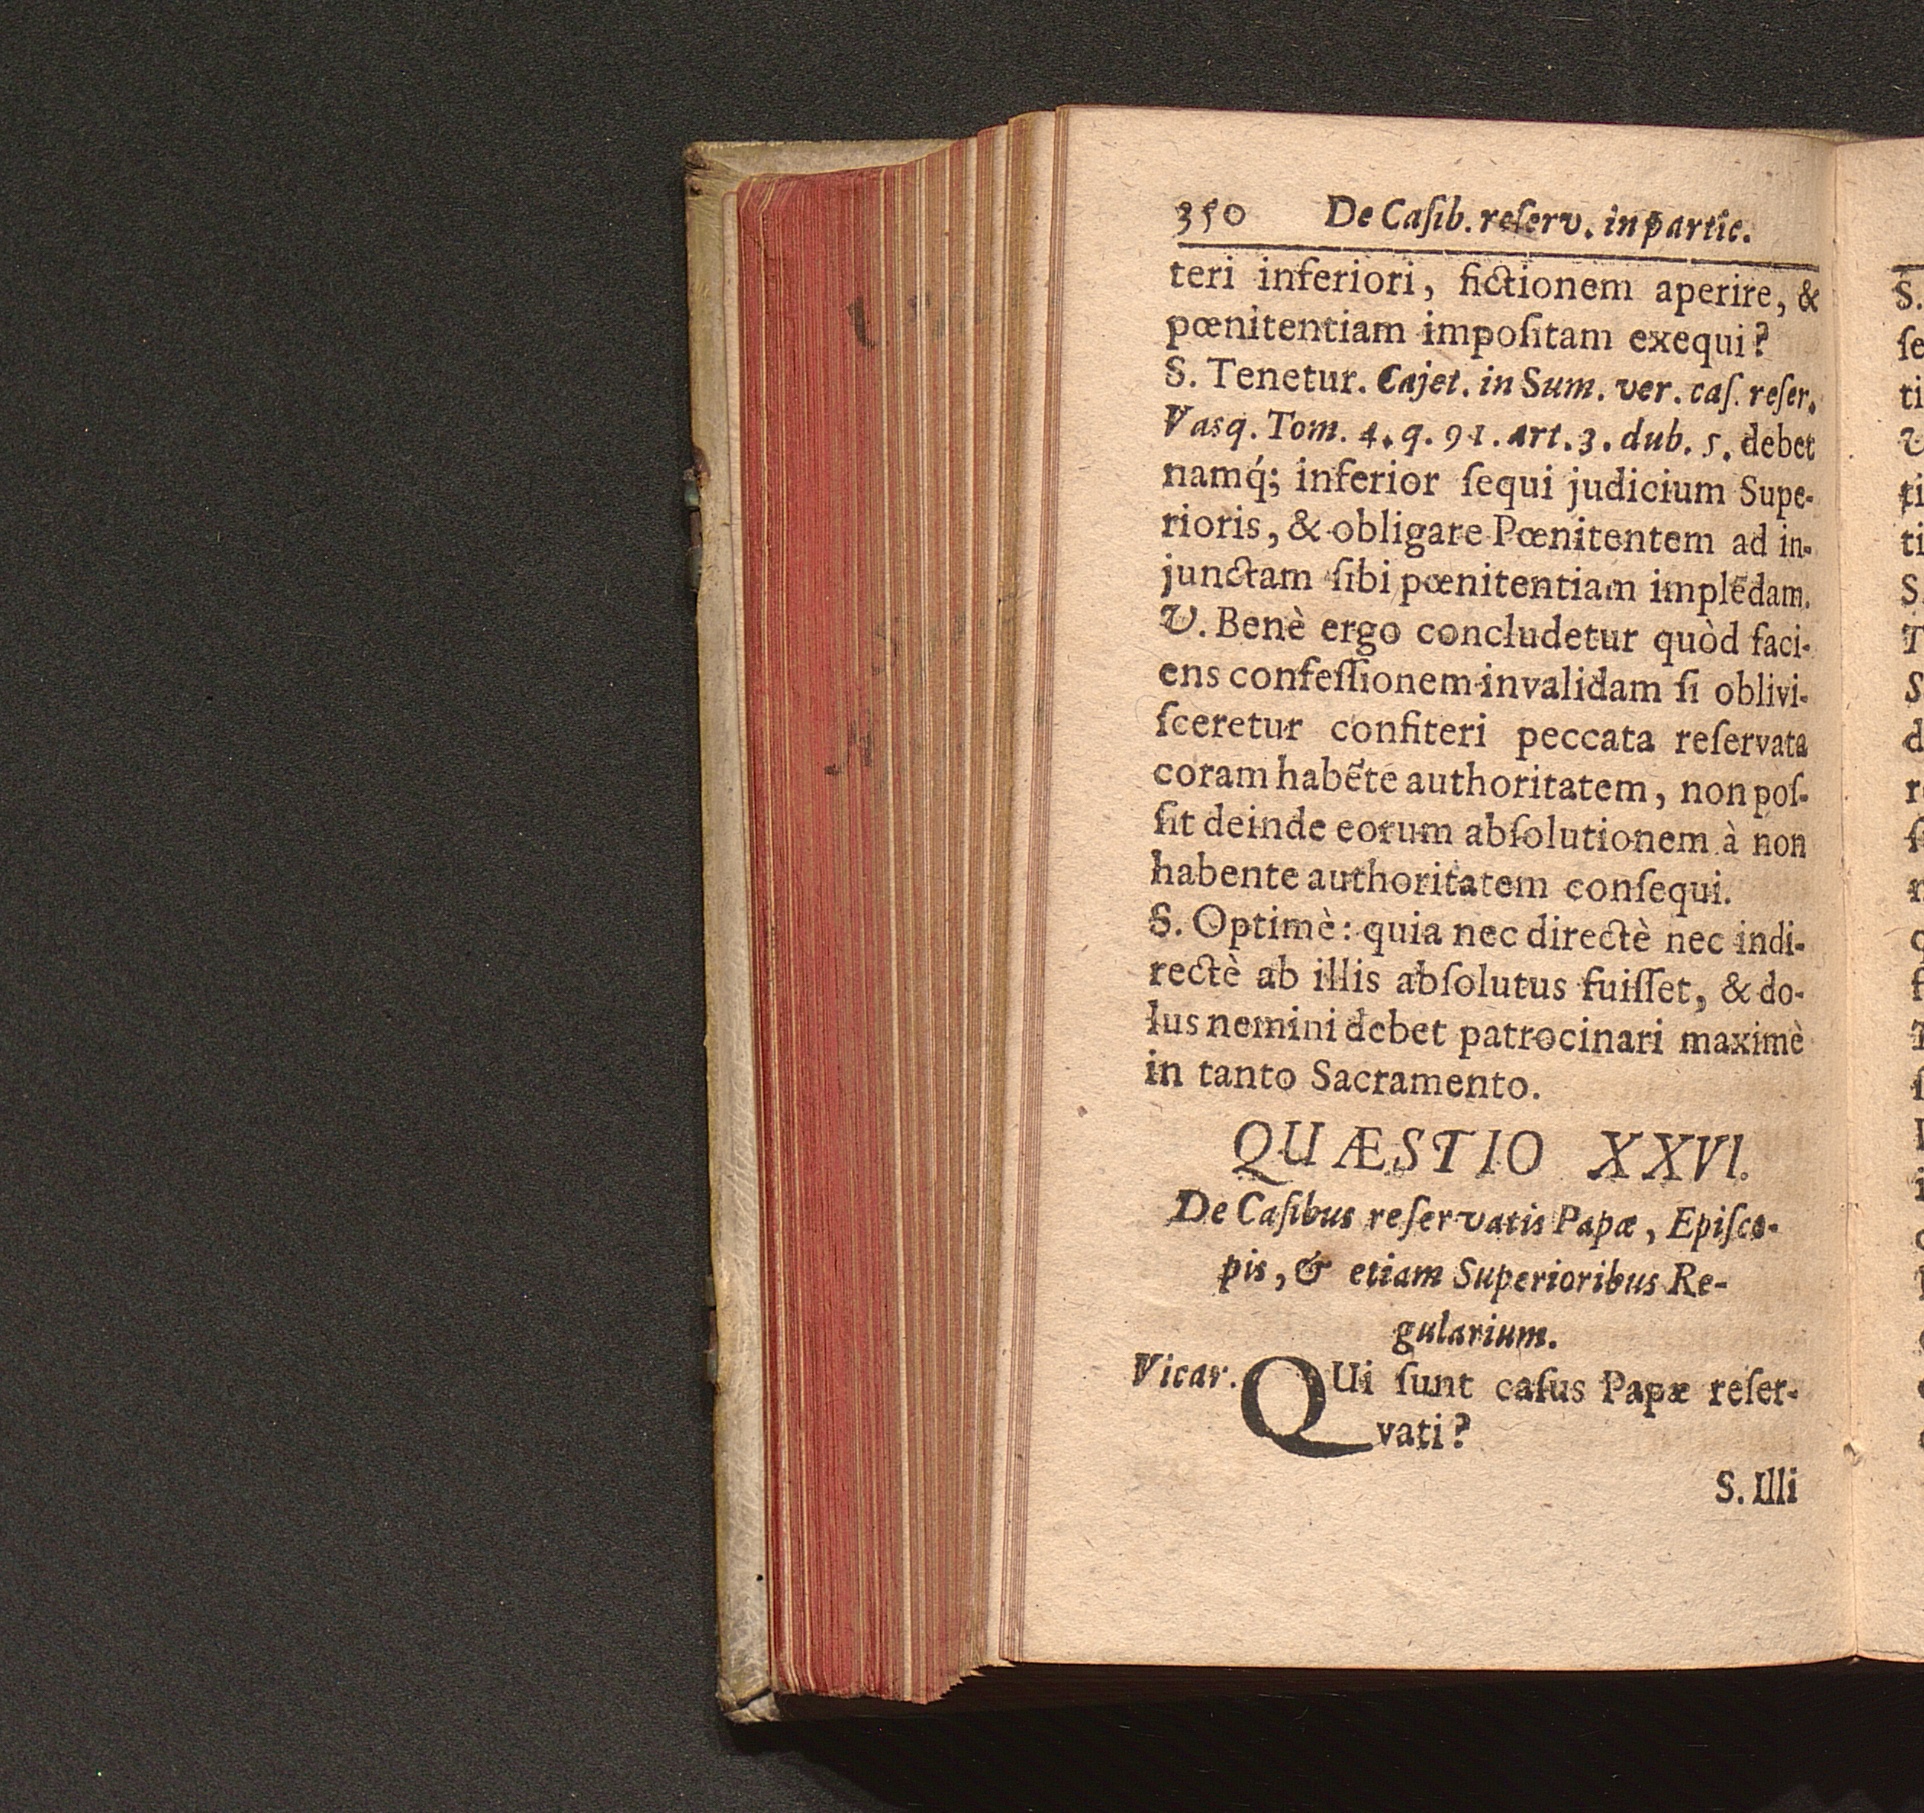 350 De Caſib. reſerv. in partic.
teri inferiori, fictionem aperire, &
pœnitentiam impoſitam exequi?
S. Tenetur. Cajet. in Sum. ver. caſ. reſer.
Vasq. Tom. 4. q. 91. art. 3. dub. 5. debet
namq́; inferior ſequi judicium Supe-
rioris, & obligare Pœnitentem ad in-
junctam ſibi pœnitentiam implẽdam.
V. Benè ergo concludetur quòd faci-
ens confeſſionem invalidam ſi oblivi-
ſceretur confiteri peccata reſervata
coram habẽte authoritatem, non poſ-
ſit deinde eorum abſolutionem à non
habente authoritatem conſequi.
S. Optimè: quia nec directè nec indi-
rectè ab illis abſolutus fuiſſet, & do-
lus nemini debet patrocinari maximè
in tanto Sacramento.
QUÆSTIO XXVI.
De Caſibus reſervatis Papæ, Epiſco-
pis, & etiam Superioribus Re-
gularium.
Vicar. QUi ſunt caſus Papæ reſer-
vati?
S. Illi